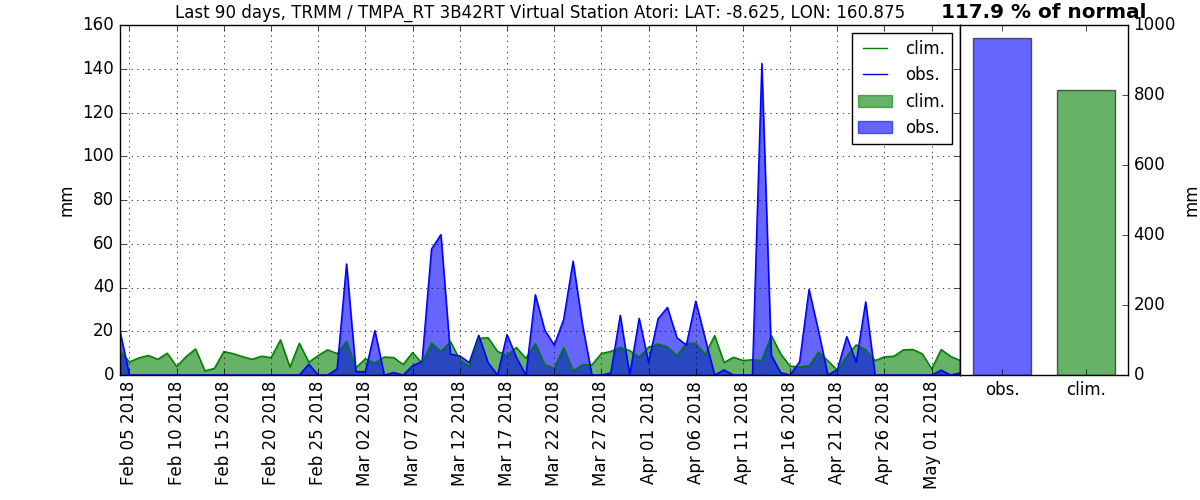 Last 90 days, TRMM / TMPA_RT 3B42RT Virtual Station Atori: LAT: -8.625, LON: 160.875
117.9 % of normal
mm
160
140
120
100
80
60
40
20
0
clim.
obs.
clim.
obs.
Feb 05 2018
Feb 10 2018
Feb 15 2018
Feb 20 2018
Feb 25 2018
Mar 02 2018
Mar 07 2018
Mar 12 2018
Mar 17 2018
Mar 22 2018
Mar 27 2018
Apr 01 2018
Apr 06 2018
Apr 11 2018
Apr 16 2018
Apr 21 2018
Apr 26 2018
May 01 2018
1000
800
600
400
200
0
mm
obs.
clim.